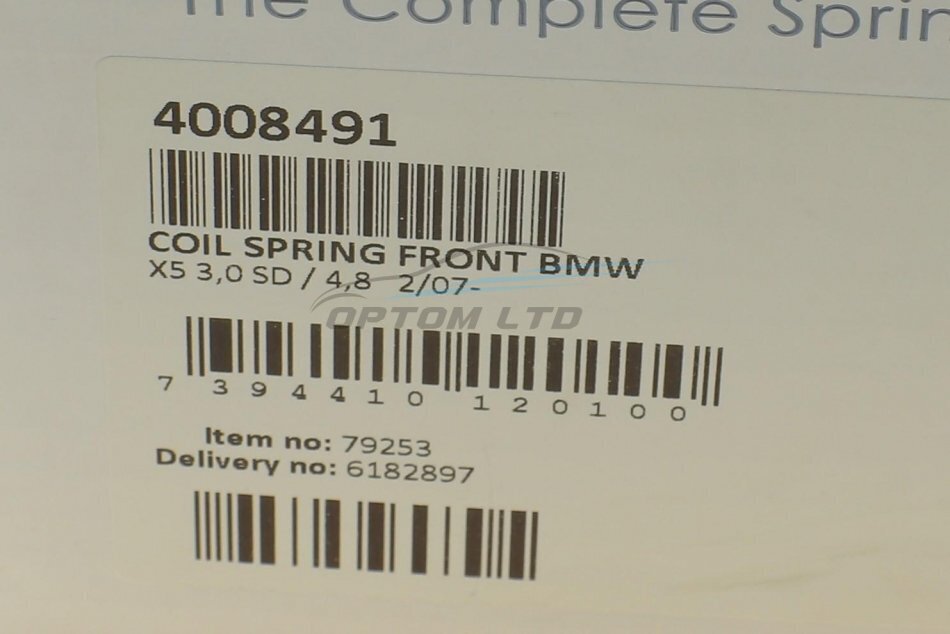 The Complete Sprin
4008491
COIL SPRING FRONT BMW
X5 3,0 SD / 4,8 2/07-
OPTOM LTD
7 394410 120100
Item no: 79253
Delivery no: 6182897